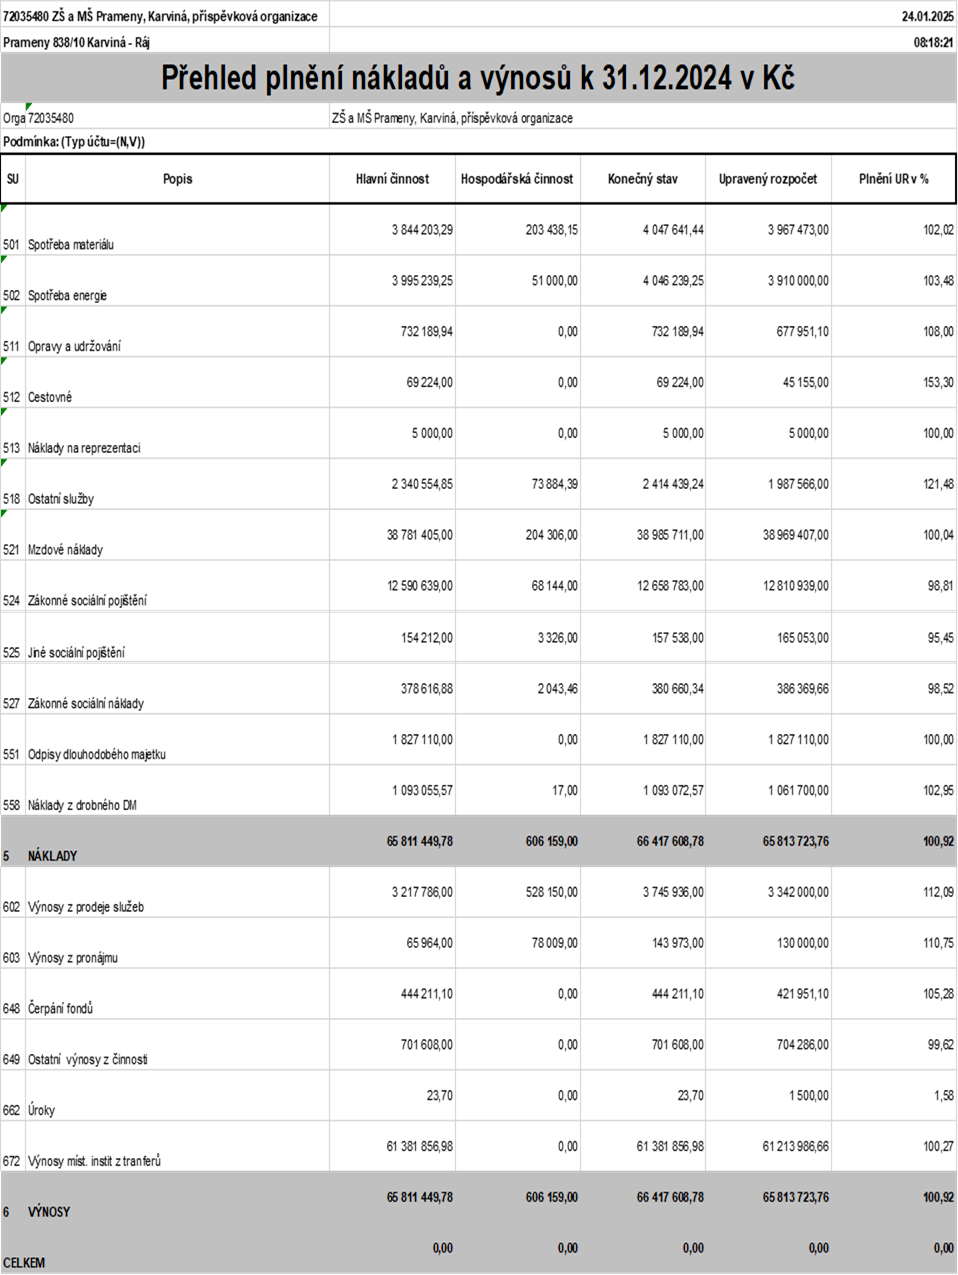 72035480 ZŠ a MŠ Prameny, Karviná, příspěvková organizace 24.01.2025
Prameny 838/10 Karviná - Ráj 08:18:21
Přehled plnění nákladů a výnosů k 31.12.2024 v Kč
Orga 72035480 ZŠ a MŠ Prameny, Karviná, příspěvková organizace
Podmínka: (Typ účtu=(N,V))
SU Popis Hlavní činnost Hospodářská činnost Konečný stav Upravený rozpočet Plnění UR v %
501 Spotřeba materiálu 3 844 203,29 203 438,15 4 047 641,44 3 967 473,00 102,02
502 Spotřeba energie 3 995 239,25 51 000,00 4 046 239,25 3 910 000,00 103,48
511 Opravy a udržování 732 189,94 0,00 732 189,94 677 951,10 108,00
512 Cestovné 69 224,00 0,00 69 224,00 45 155,00 153,30
513 Náklady na reprezentaci 5 000,00 0,00 5 000,00 5 000,00 100,00
518 Ostatní služby 2 340 554,85 73 884,39 2 414 439,24 1 987 566,00 121,48
521 Mzdové náklady 38 781 405,00 204 306,00 38 985 711,00 38 969 407,00 100,04
524 Zákonné sociální pojištění 12 590 639,00 68 144,00 12 658 783,00 12 810 939,00 98,81
525 Jiné sociální pojištění 154 212,00 3 326,00 157 538,00 165 053,00 95,45
527 Zákonné sociální náklady 378 616,88 2 043,46 380 660,34 386 369,66 98,52
551 Odpisy dlouhodobého majetku 1 827 110,00 0,00 1 827 110,00 1 827 110,00 100,00
558 Náklady z drobného DM 1 093 055,57 17,00 1 093 072,57 1 061 700,00 102,95
5 NÁKLADY 65 811 449,78 606 159,00 66 417 608,78 65 813 723,76 100,92
602 Výnosy z prodeje služeb 3 217 786,00 528 150,00 3 745 936,00 3 342 000,00 112,09
603 Výnosy z pronájmu 65 964,00 78 009,00 143 973,00 130 000,00 110,75
648 Čerpání fondů 444 211,10 0,00 444 211,10 421 951,10 105,28
649 Ostatní výnosy z činnosti 701 608,00 0,00 701 608,00 704 286,00 99,62
662 Úroky 23,70 0,00 23,70 1 500,00 1,58
672 Výnosy míst. instit z tranferů 61 381 856,98 0,00 61 381 856,98 61 213 986,66 100,27
6 VÝNOSY 65 811 449,78 606 159,00 66 417 608,78 65 813 723,76 100,92
CELKEM 0,00 0,00 0,00 0,00 0,00